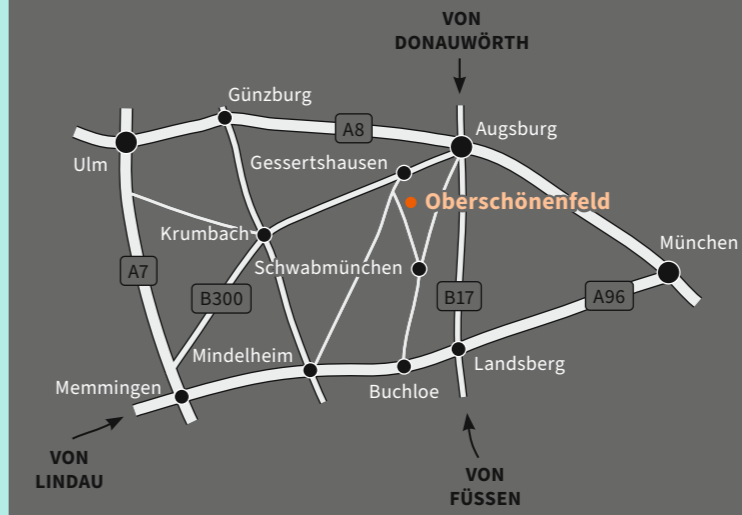 VON
DONAUWÖRTH
Günzburg
A8
Augsburg
Ulm
Gessertshausen
Oberschönenfeld
Krumbach
München
Schwabmünchen
A7
B300
B17
A96
Mindelheim
Landsberg
Memmingen
Buchloe
VON
LINDAU
VON
FÜSSEN